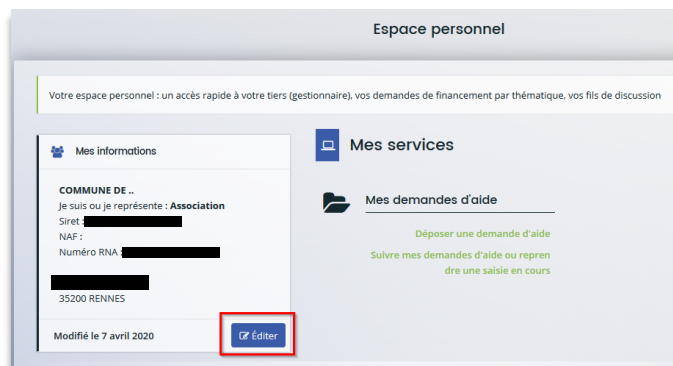 Espace personnel
Votre espace personnel : un accès rapide à votre tiers (gestionnaire), vos demandes de financement par thématique, vos fils de discussion
Mes informations
COMMUNE DE ..
Je suis ou je représente : Association
Siret :
NAF :
Numéro RNA :
35200 RENNES
Modifié le 7 avril 2020
Éditer
Mes services
Mes demandes d'aide
Déposer une demande d'aide
Suivre mes demandes d'aide ou repren
dre une saisie en cours